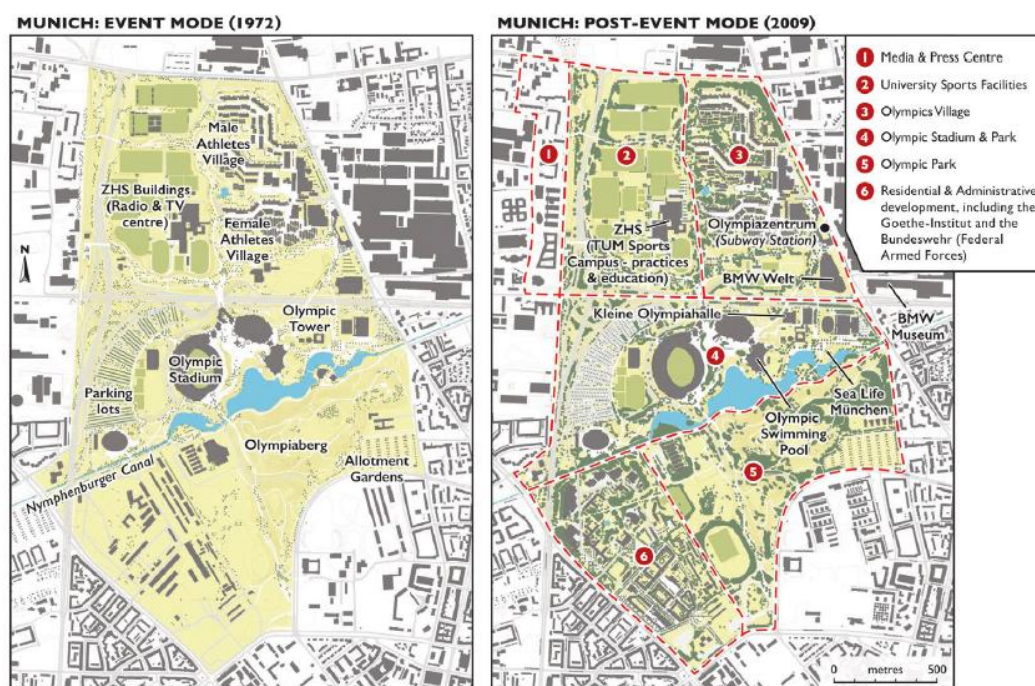 MUNICH: EVENT MODE (1972)
Male
Athletes
Village
ZHS Buildings
(Radio & TV
centre)
Female
Athletes
Village
N
Olympic
Tower
Olympic
Stadium
Parking
lots
Olympiaberg
Allotment
Gardens
Nymphenburger Canal
MUNICH: POST-EVENT MODE (2009)
1 Media & Press Centre
2 University Sports Facilities
3 Olympics Village
4 Olympic Stadium & Park
5 Olympic Park
6 Residential & Administrative
development, including the
Goethe-Institut and the
Bundeswehr (Federal
Armed Forces)
1
2
3
ZHS
(TUM Sports
Campus - practices
& education)
Olympiazentrum
(Subway Station)
BMW Welt
Kleine Olympiahalle
BMW
Museum
4
Sea Life
München
Olympic
Swimming
Pool
5
6
0 metres 500